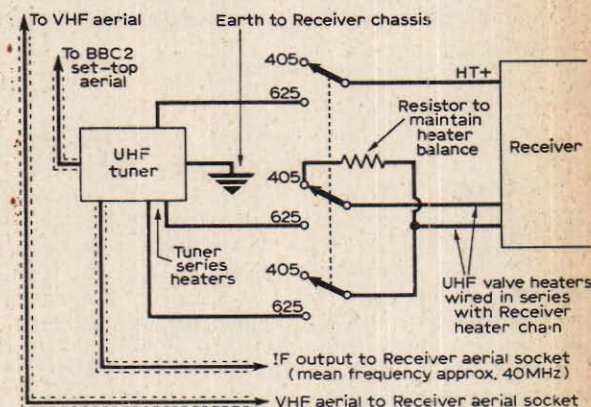 To VHF aerial
Earth to Receiver chassis
To BBC2
set-top
aerial
405
HT+
625
Resistor to
maintain
heater
balance
Receiver
UHF
tuner
405
625
Tuner
series
heaters
405
625
UHF valve heaters
wired in series
with Receiver
heater chain
IF output to Receiver aerial socket
(mean frequency approx. 40MHz)
VHF aerial to Receiver aerial socket